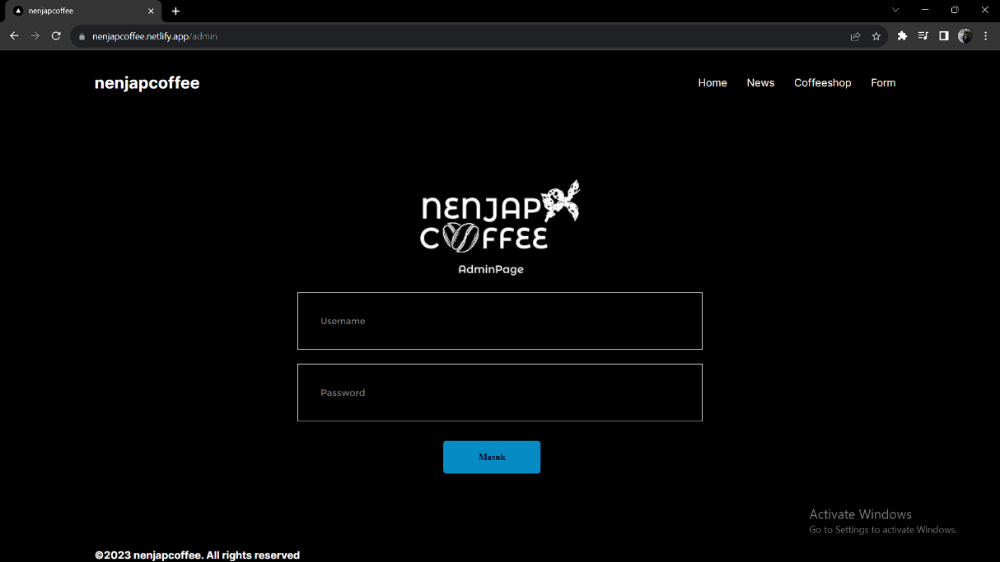 nenjapcoffee
nenjapcoffee.netlify.app/admin
nenjapcoffee
Home News Coffeeshop Form
NENJAP
COFFEE
AdminPage
Username
Password
Masuk
Activate Windows
Go to Settings to activate Windows.
©2023 nenjapcoffee. All rights reserved